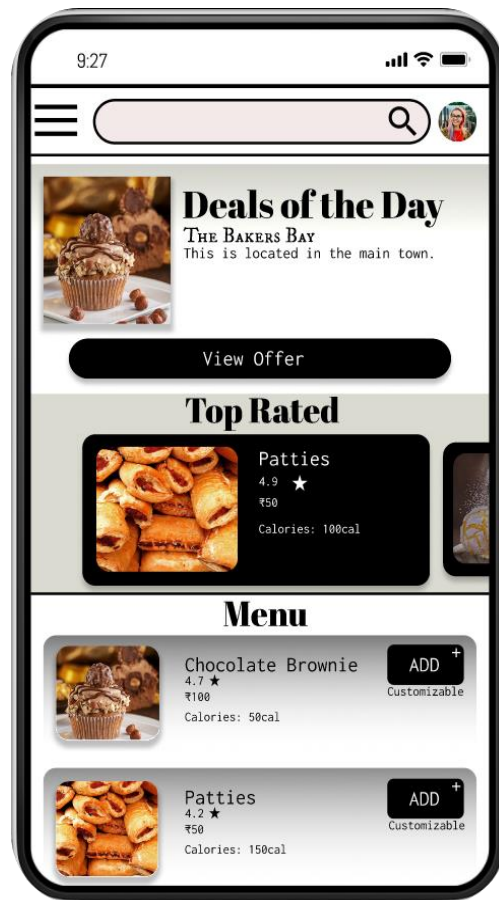 9:27
Deals of the Day
The Bakers Bay
This is located in the main town.
View Offer
Top Rated
Patties
4.9 ★
₹50
Calories: 100cal
Menu
Chocolate Brownie
4.7 ★
₹100
Calories: 50cal
ADD +
Customizable
Patties
4.2 ★
₹50
Calories: 150cal
ADD +
Customizable